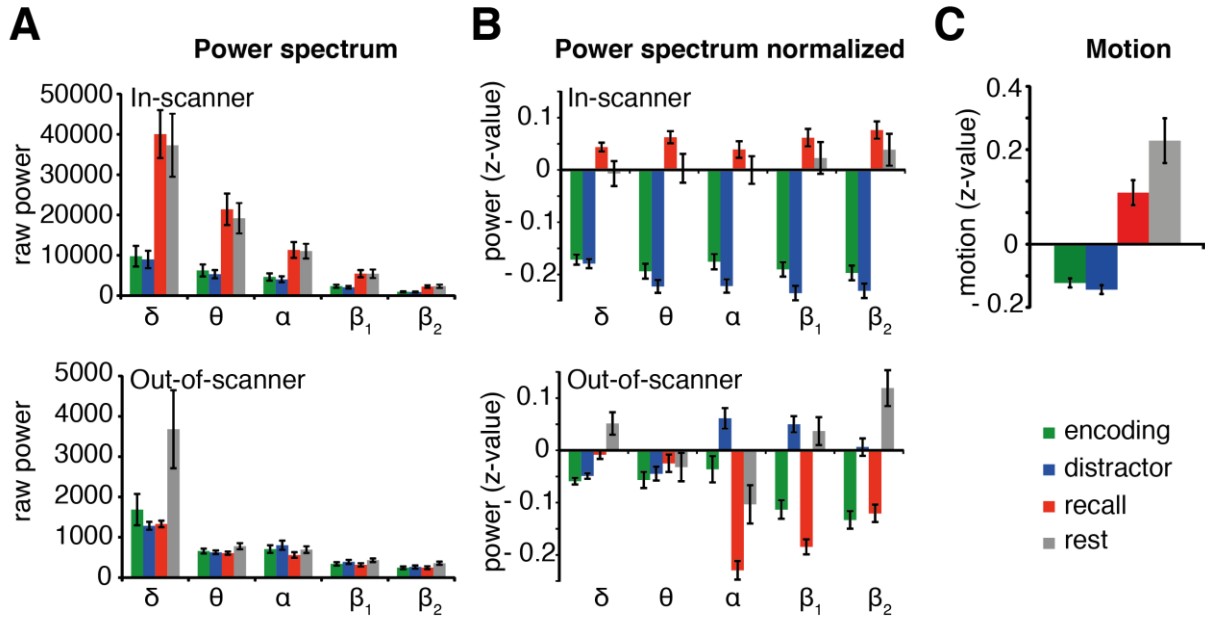 A
Power spectrum
In-scanner
raw power
50000
40000
30000
20000
10000
0
δ θ α β1 β2
Out-of-scanner
raw power
5000
4000
3000
2000
1000
0
δ θ α β1 β2
B
Power spectrum normalized
In-scanner
power (z-value)
0.1
0
- 0.1
- 0.2
δ θ α β1 β2
Out-of-scanner
power (z-value)
0.1
0
- 0.1
- 0.2
δ θ α β1 β2
C
Motion
motion (z-value)
0.4
0.2
0
- 0.2
encoding
distractor
recall
rest